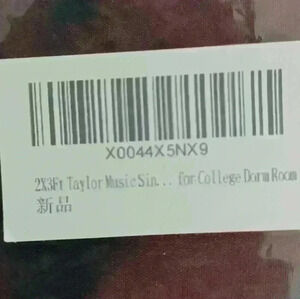 X0044X5NX9
2X3Ft Taylor Music Sin... for College Dorm Room
新品